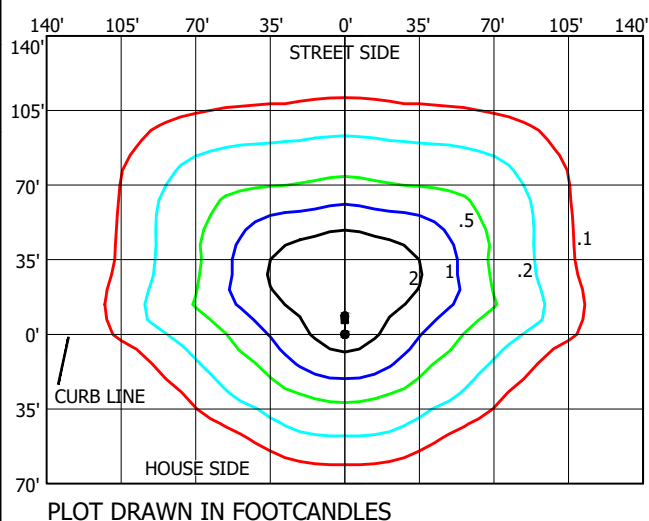 140' 105' 70' 35' 0' 35' 70' 105' 140'
140'
STREET SIDE
105'
70'
.5
.1
35'
2 1 .2
0'
CURB LINE
35'
HOUSE SIDE
70'
PLOT DRAWN IN FOOTCANDLES